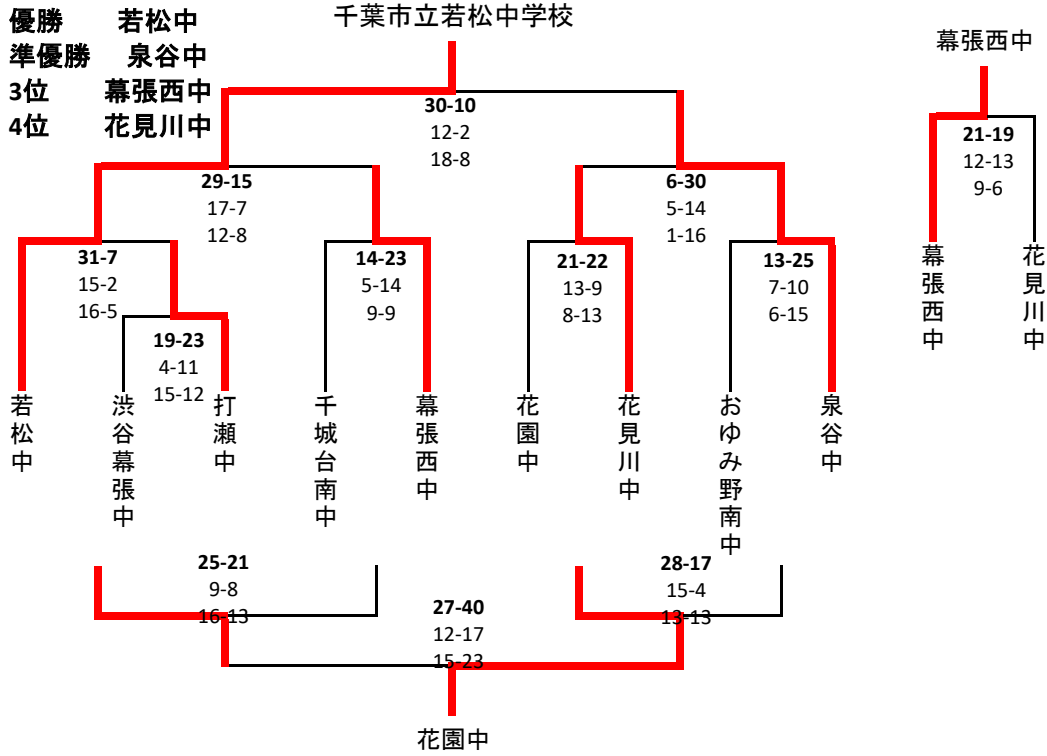 優勝 若松中
準優勝 泉谷中
3位 幕張西中
4位 花見川中
千葉市立若松中学校
幕張西中
30-10
12-2
18-8
21-19
12-13
9-6
29-15
17-7
12-8
6-30
5-14
1-16
31-7
15-2
16-5
14-23
5-14
9-9
21-22
13-9
8-13
13-25
7-10
6-15
幕張西中
花見川中
19-23
4-11
15-12
若松中
渋谷幕張中
打瀬中
千城台南中
幕張西中
花園中
花見川中
おゆみ野南中
泉谷中
25-21
9-8
16-13
28-17
15-4
13-13
27-40
12-17
15-23
花園中